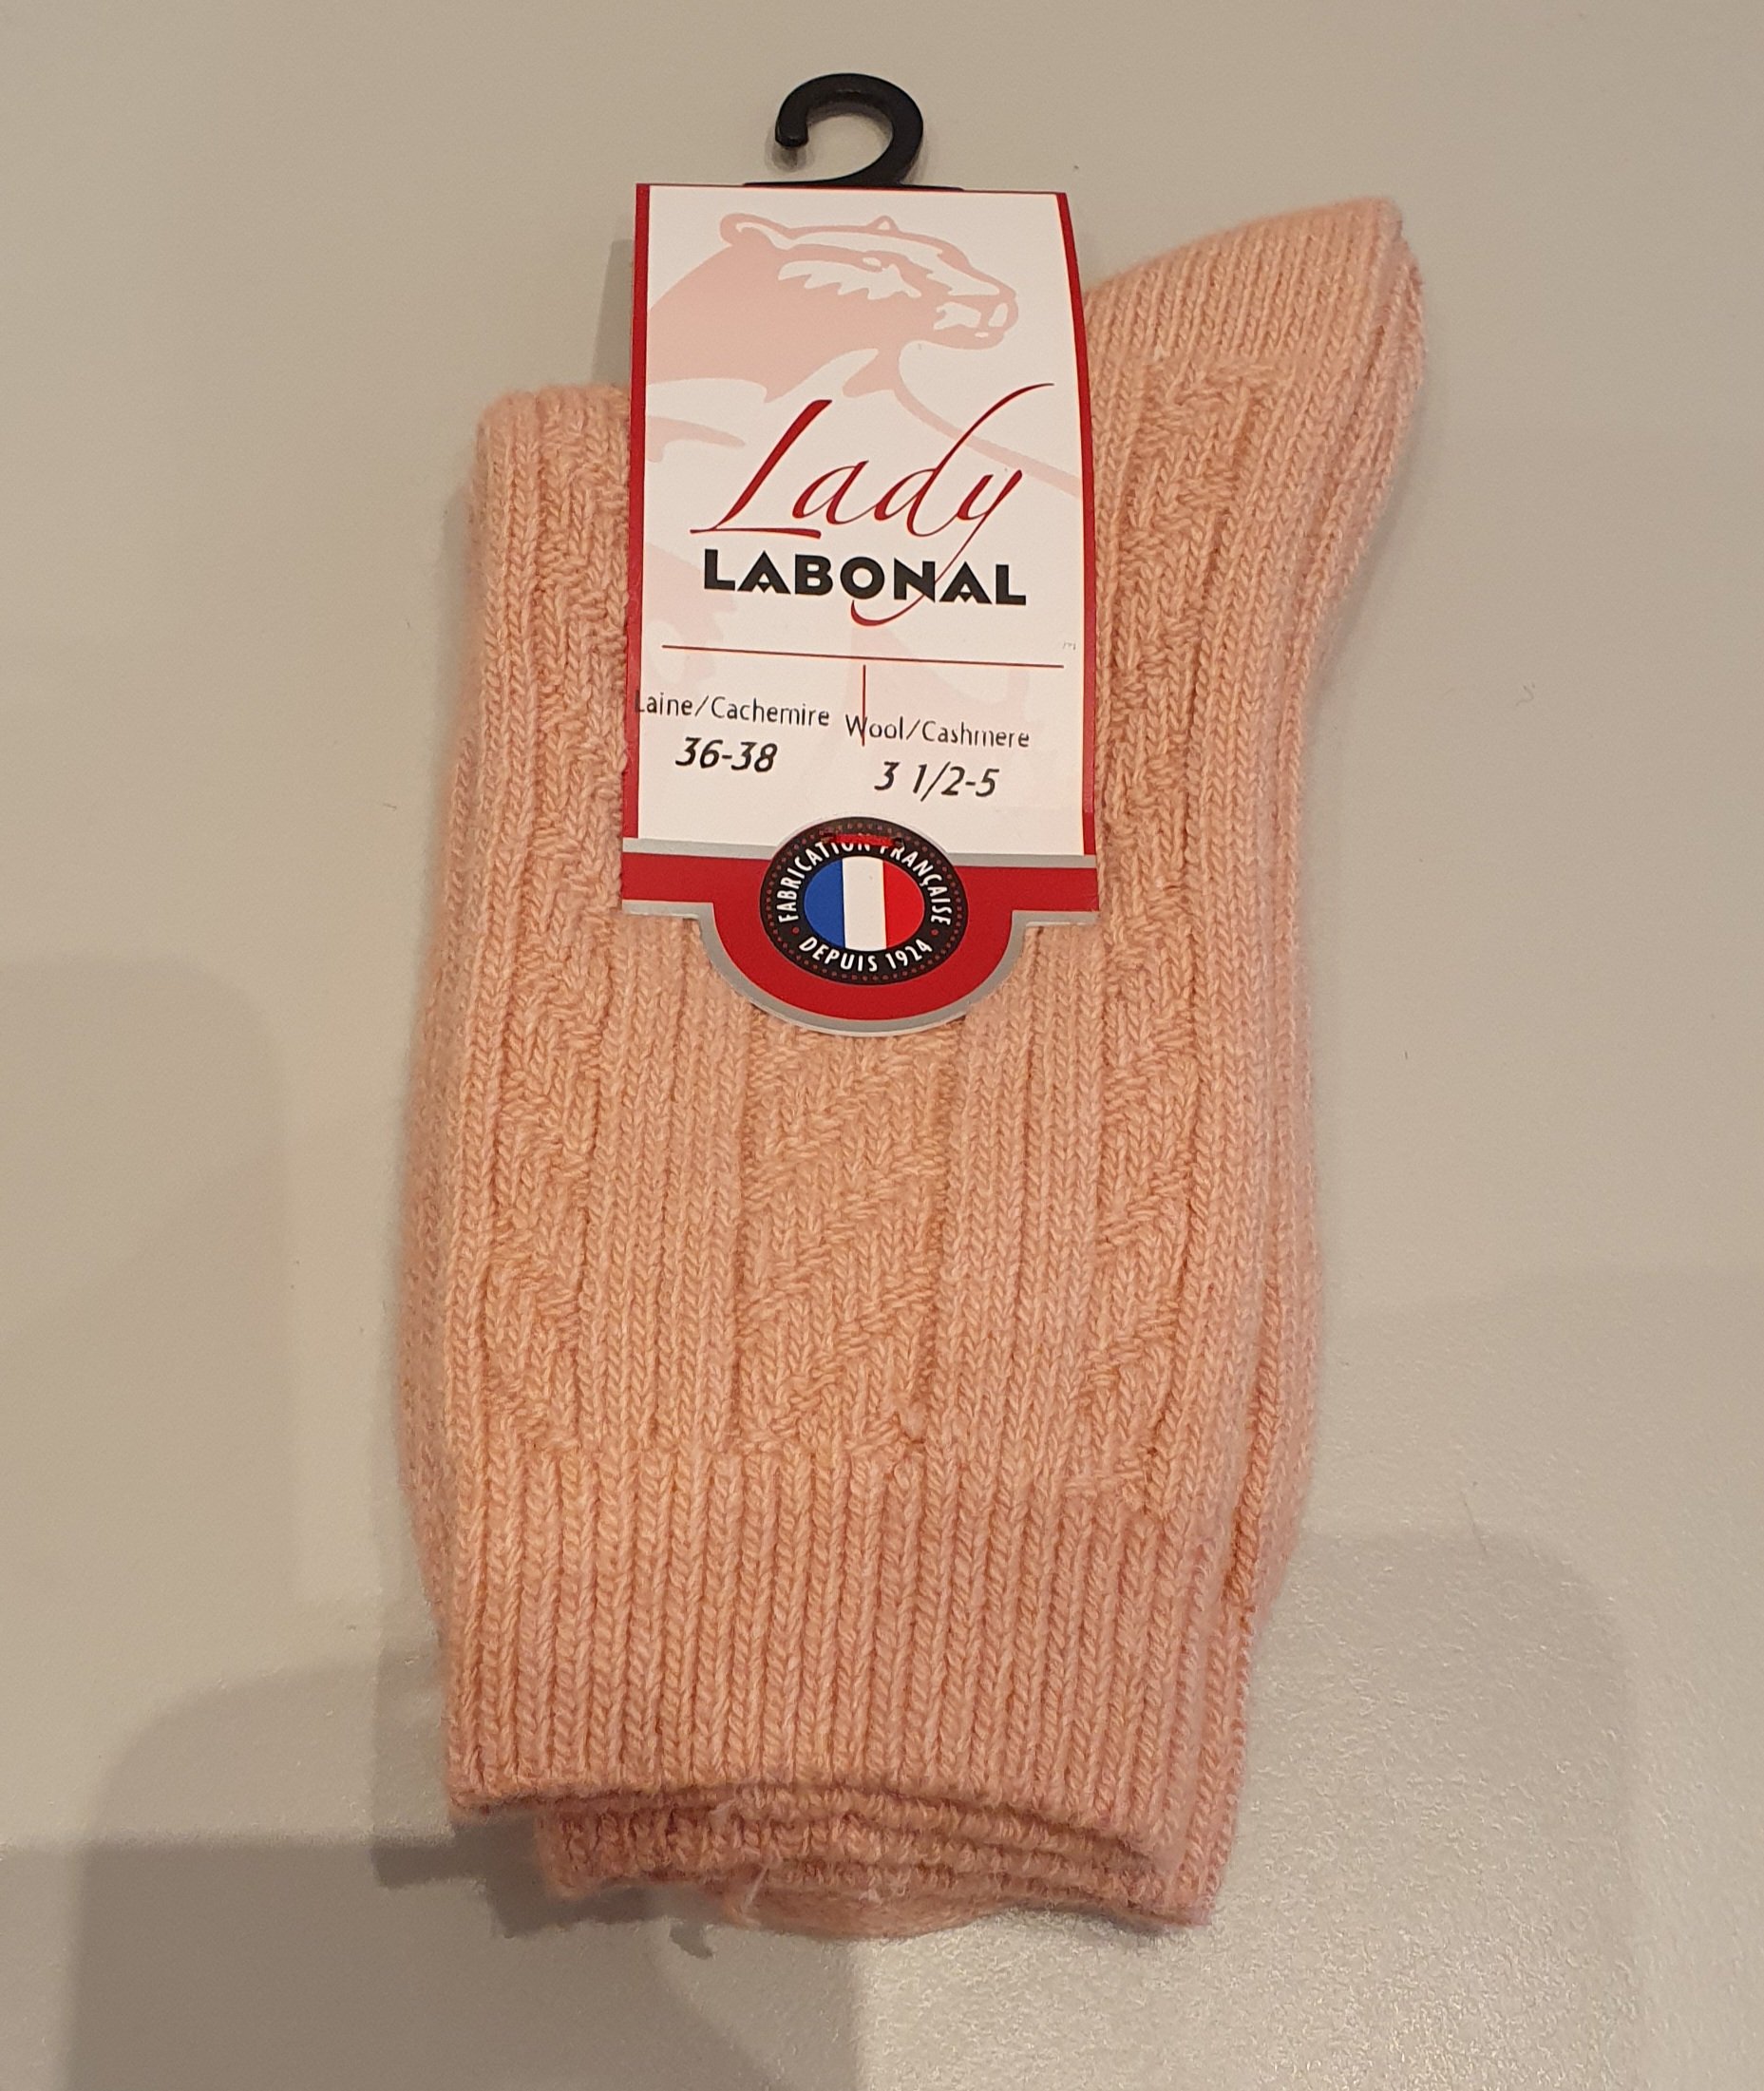 Lady
LABONAL
Laine/Cachemire Wool/Cashmere
36-38 3 1/2-5
FABRICATION FRANÇAISE
DEPUIS 1924